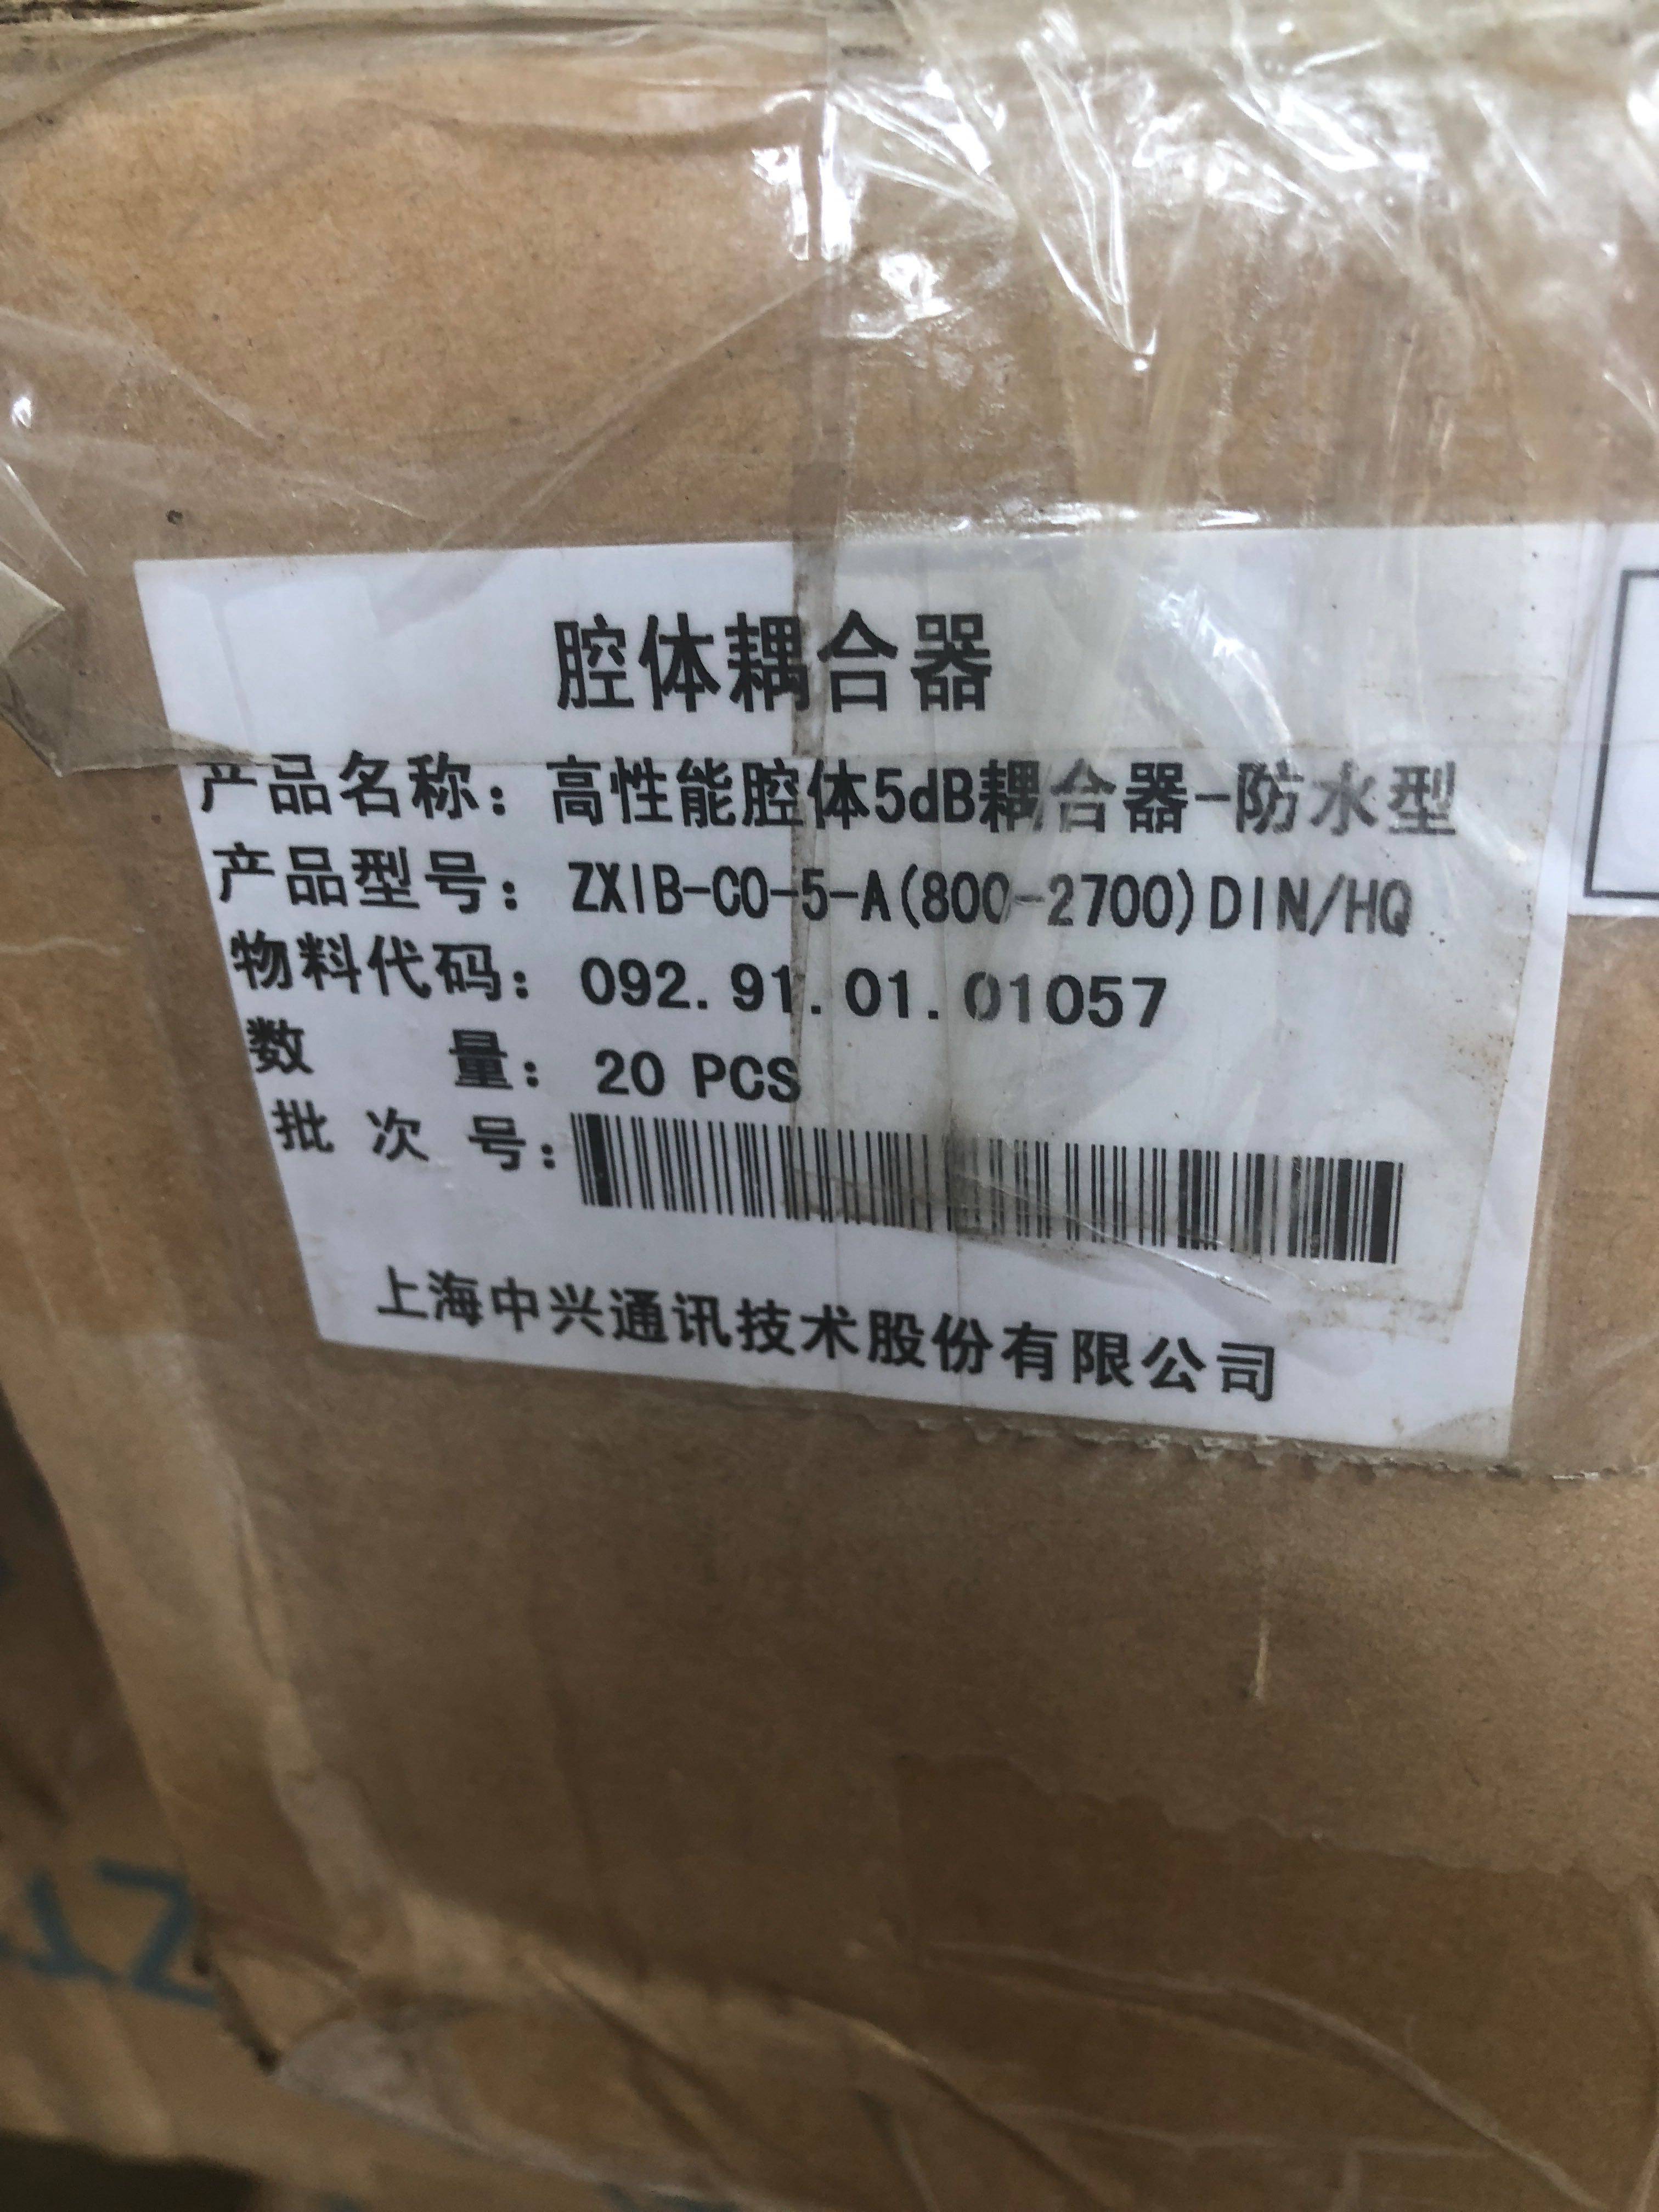 腔体耦合器
产品名称：高性能腔体5dB耦合器-防水型
产品型号：ZXIB-CO-5-A(800-2700)DIN/HQ
物料代码：092.91.01.01057
数 量：20 PCS
批 次 号：
上海中兴通讯技术股份有限公司